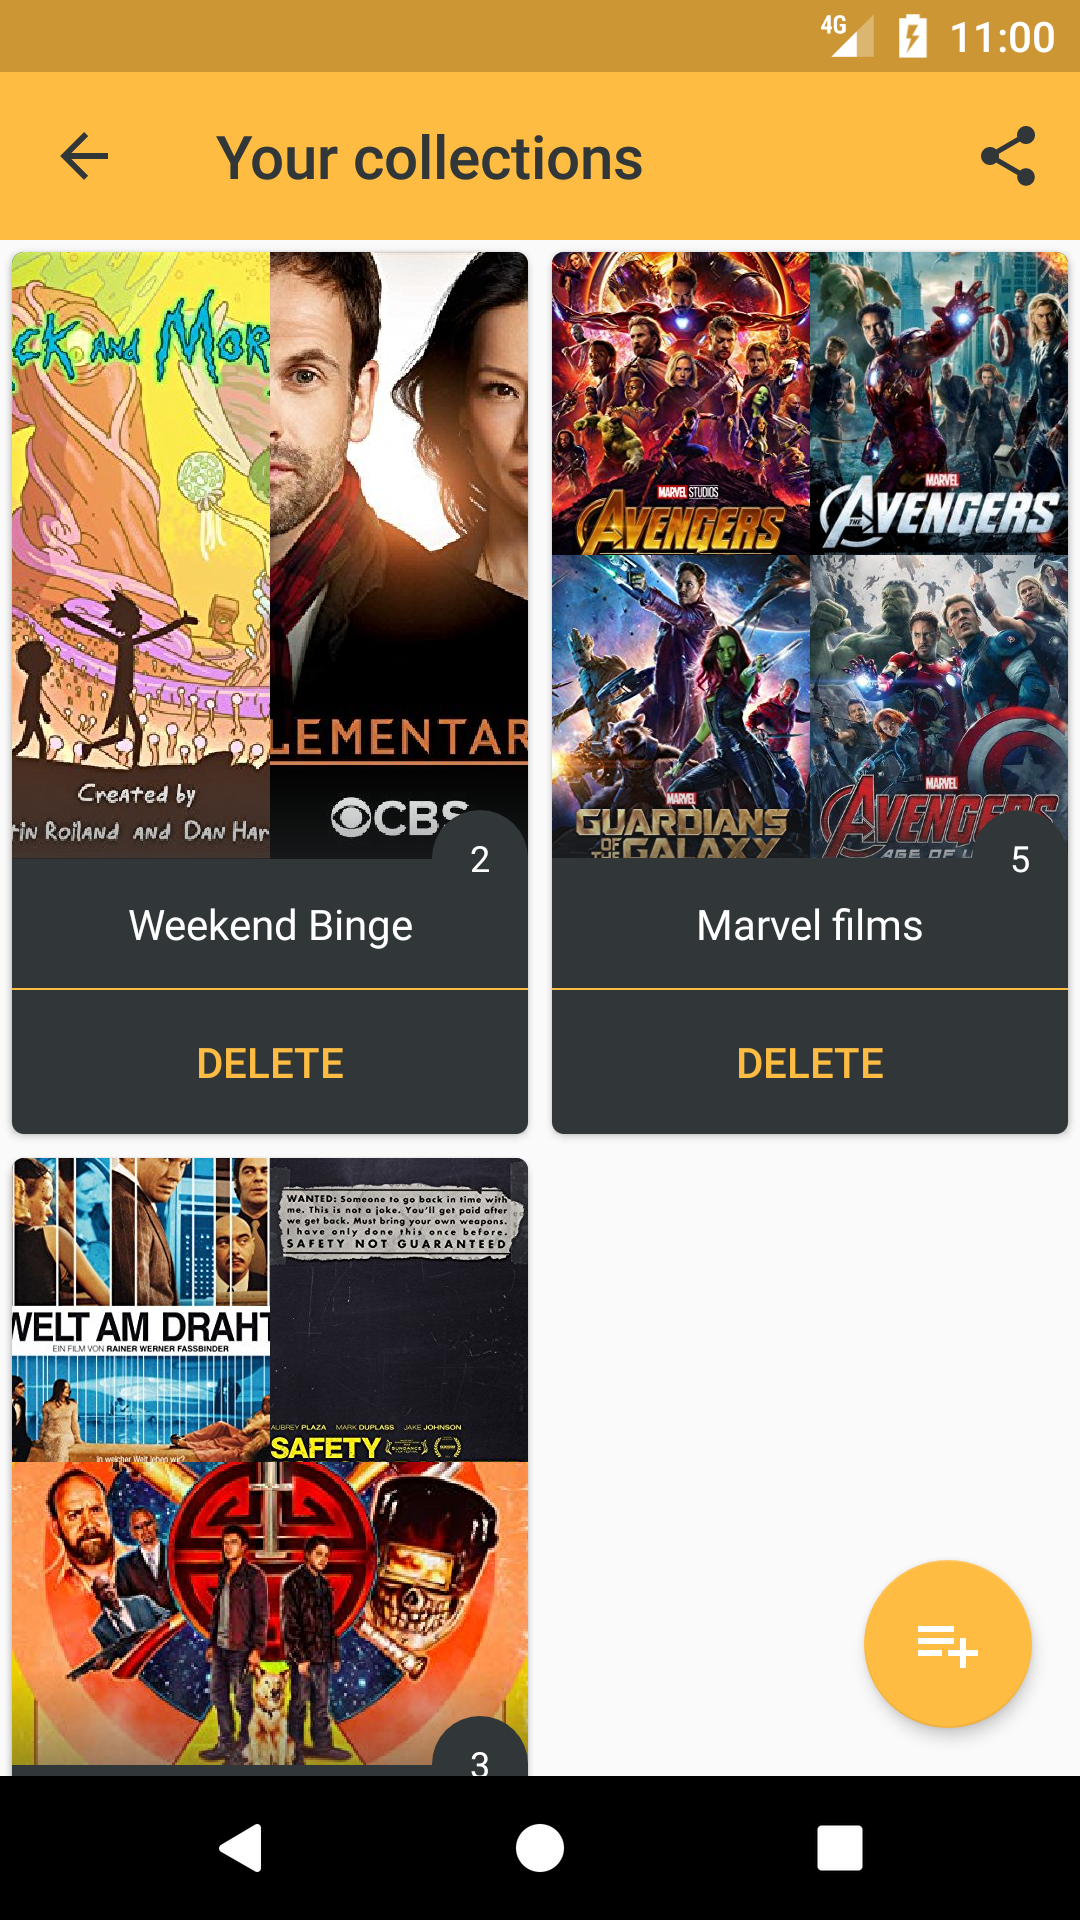 4G 11:00
Your collections
CK AND MOR
Created by
tin Roiland and Dan Har
LEMENTAR
CBS
2
Weekend Binge
DELETE
MARVEL STUDIOS
AVENGERS
MARVEL
THE AVENGERS
MARVEL
GUARDIANS
OF THE GALAXY
MARVEL
AVENGERS
AGE OF U
5
Marvel films
DELETE
WELT AM DRAHT
EIN FILM VON RAINER WERNER FASSBINDER
In welcher Welt leben wir?
WANTED: Someone to go back in time with
me. This is not a joke. You'll get paid after
we get back. Must bring your own weapons.
I have only done this once before.
SAFETY NOT GUARANTEED
AUBREY PLAZA MARK DUPLASS JAKE JOHNSON
SAFETY
3